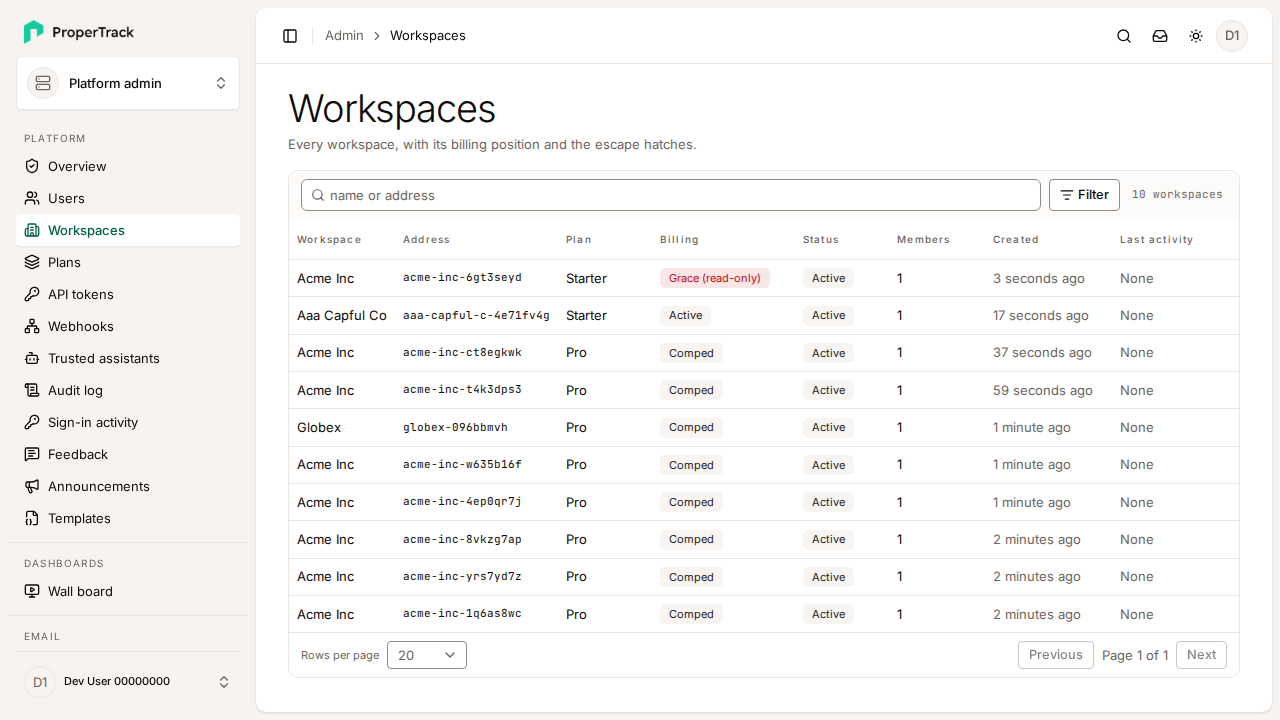 ProperTrack
Platform admin
PLATFORM
Overview
Users
Workspaces
Plans
API tokens
Webhooks
Trusted assistants
Audit log
Sign-in activity
Feedback
Announcements
Templates
DASHBOARDS
Wall board
EMAIL
D1 Dev User 00000000
Admin > Workspaces
D1
Workspaces
Every workspace, with its billing position and the escape hatches.
name or address Filter 10 workspaces
Workspace Address Plan Billing Status Members Created Last activity
Acme Inc acme-inc-6gt3seyd Starter Grace (read-only) Active 1 3 seconds ago None
Aaa Capful Co aaa-capful-c-4e71fv4g Starter Active Active 1 17 seconds ago None
Acme Inc acme-inc-ct8egkwk Pro Comped Active 1 37 seconds ago None
Acme Inc acme-inc-t4k3dps3 Pro Comped Active 1 59 seconds ago None
Globex globex-096bbmvh Pro Comped Active 1 1 minute ago None
Acme Inc acme-inc-w635b16f Pro Comped Active 1 1 minute ago None
Acme Inc acme-inc-4ep0qr7j Pro Comped Active 1 1 minute ago None
Acme Inc acme-inc-8vkzg7ap Pro Comped Active 1 2 minutes ago None
Acme Inc acme-inc-yrs7yd7z Pro Comped Active 1 2 minutes ago None
Acme Inc acme-inc-1q6as8wc Pro Comped Active 1 2 minutes ago None
Rows per page 20 Previous Page 1 of 1 Next